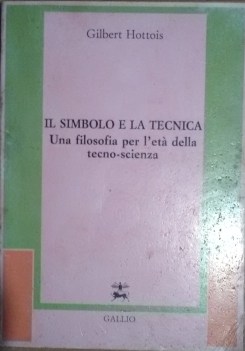 Gilbert Hottois
IL SIMBOLO E LA TECNICA
Una filosofia per l'età della
tecno-scienza
GALLIO